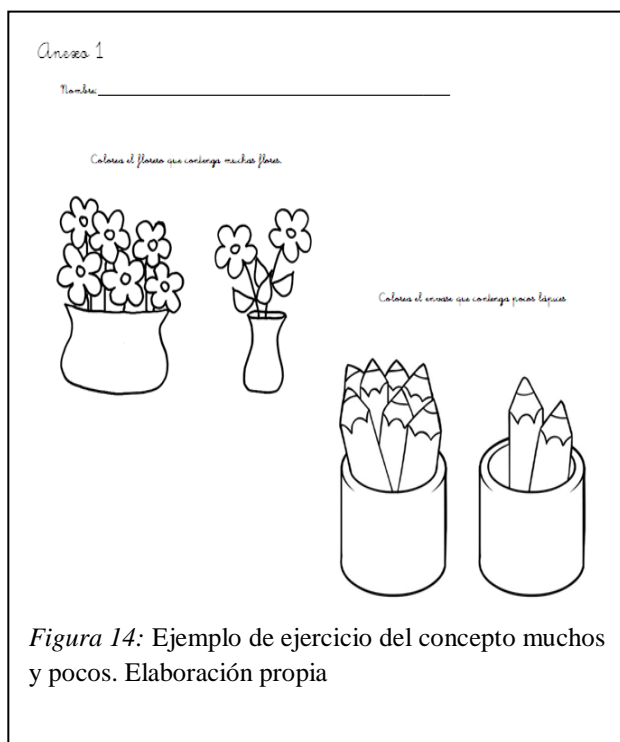 Anexo 1
Nombre:
Colorea el florero que contenga muchas flores.
Colorea el envase que contenga pocos lápices
Figura 14: Ejemplo de ejercicio del concepto muchos
y pocos. Elaboración propia